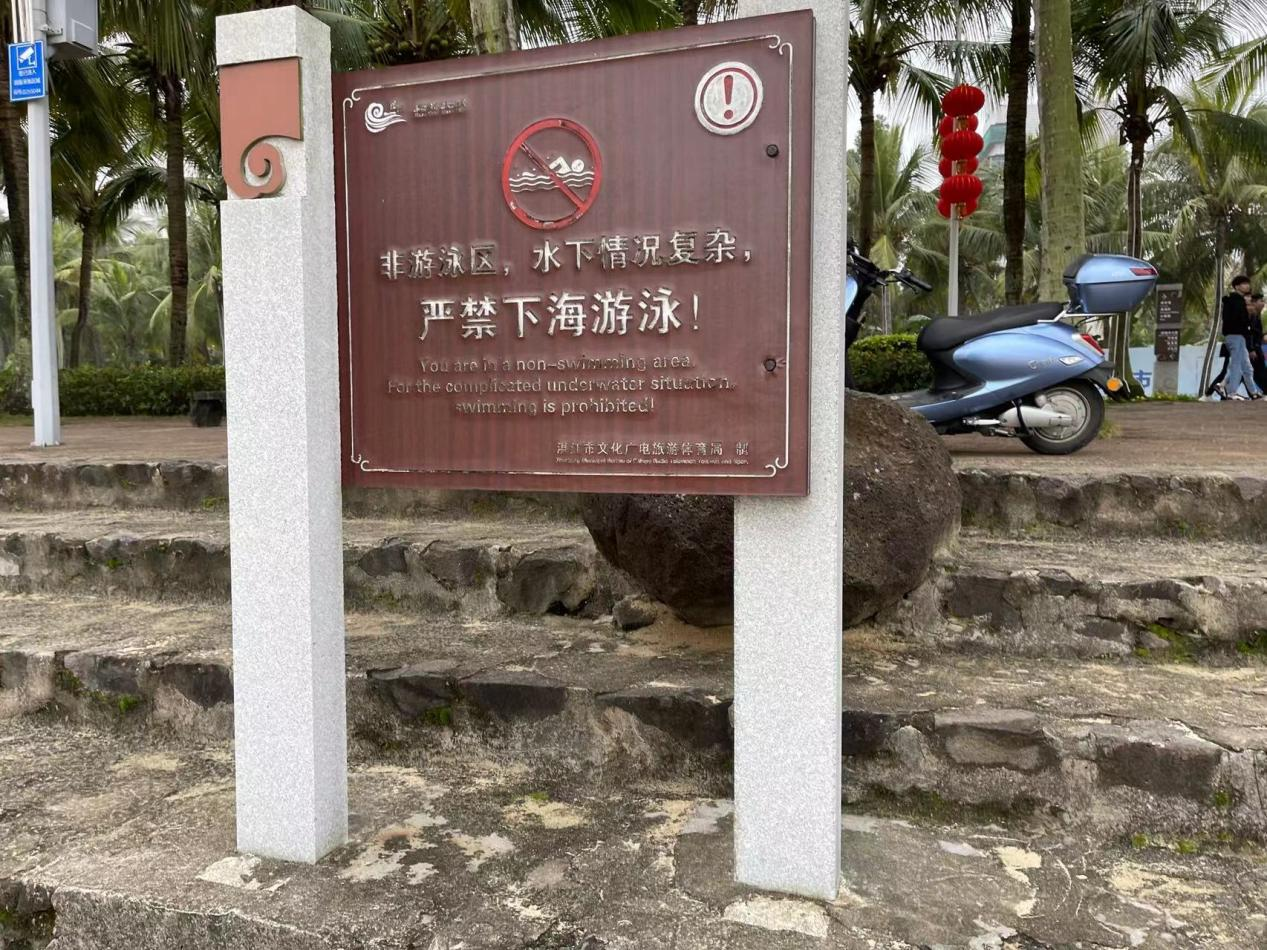 非游泳区，水下情况复杂，
严禁下海游泳！
You are in a non-swimming area.
For the complicated underwater situation,
swimming is prohibited!
湛江市文化广电旅游体育局 制
市